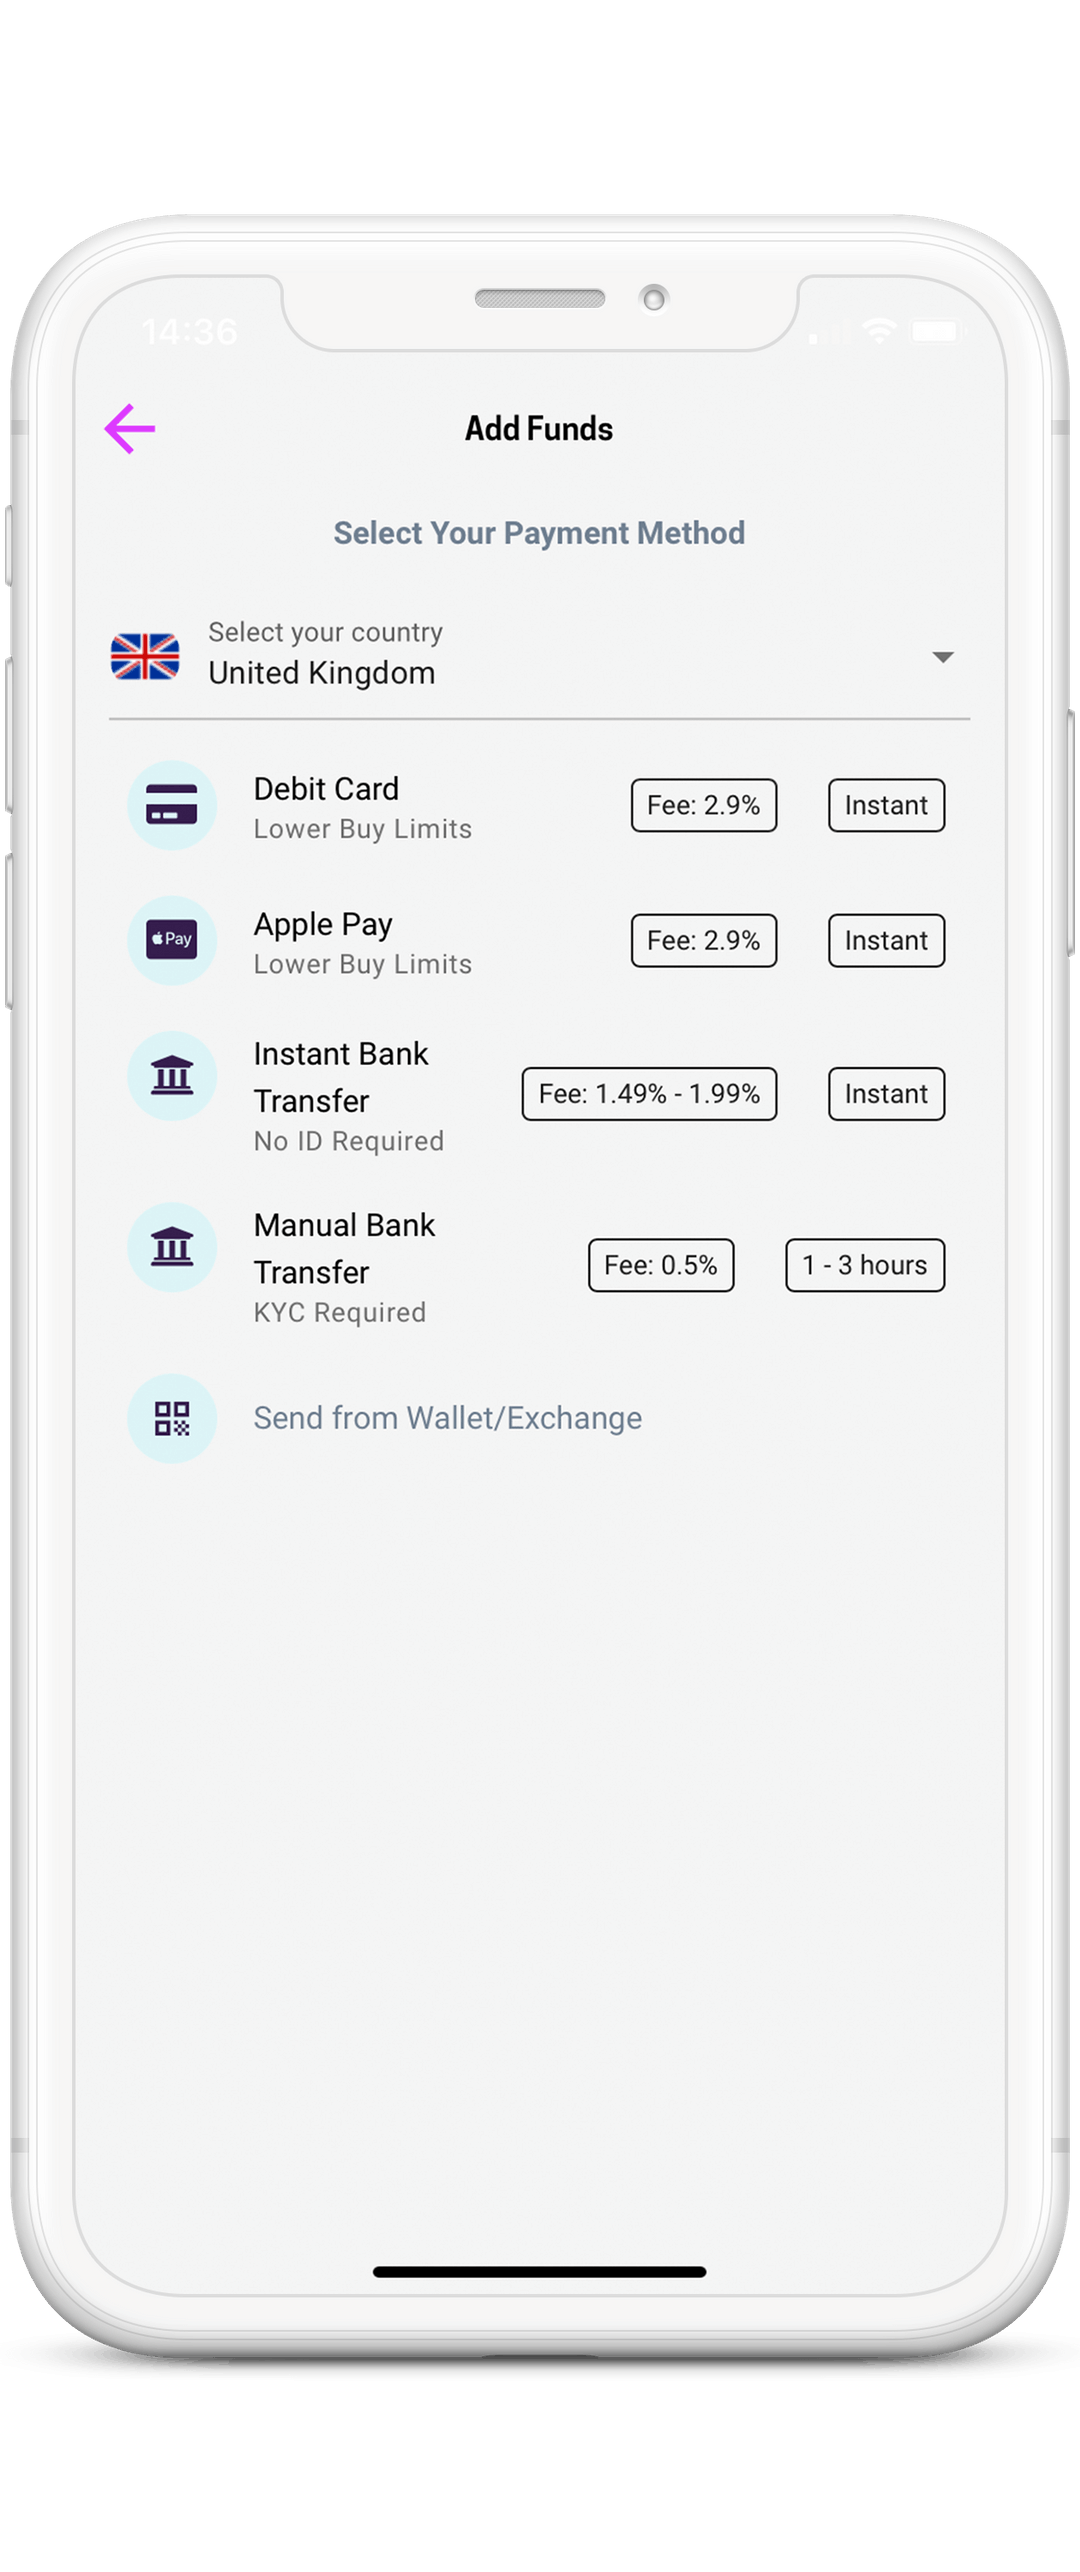 14:36
Add Funds
Select Your Payment Method
Select your country
United Kingdom
Debit Card
Lower Buy Limits
Fee: 2.9%
Instant
Pay
Apple Pay
Lower Buy Limits
Fee: 2.9%
Instant
Instant Bank
Transfer
No ID Required
Fee: 1.49% - 1.99%
Instant
Manual Bank
Transfer
KYC Required
Fee: 0.5%
1 - 3 hours
Send from Wallet/Exchange